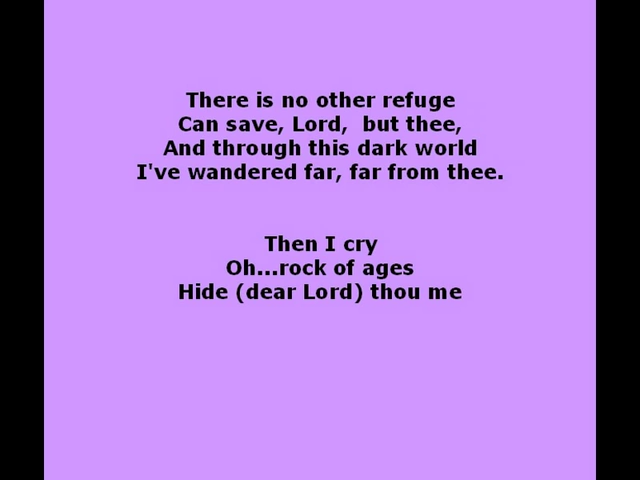 There is no other refuge
Can save, Lord,  but thee,
And through this dark world
I've wandered far, far from thee.
Then I cry
Oh...rock of ages
Hide (dear Lord) thou me